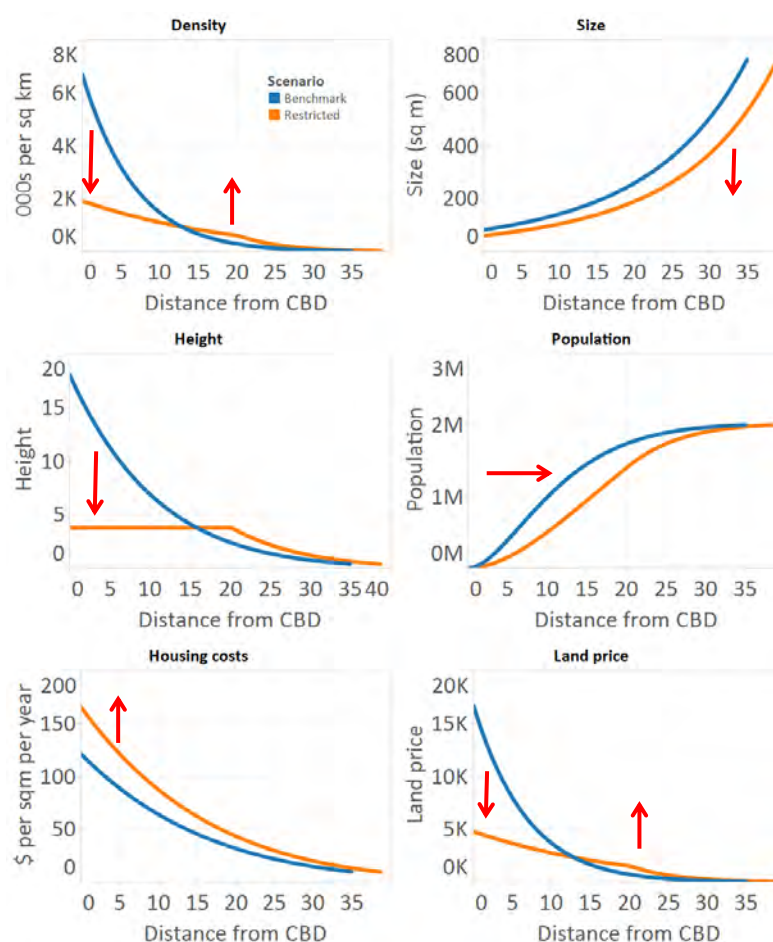 Density
8K
6K
4K
2K
0K
000s per sq km
Scenario
Benchmark
Restricted
0 5 10 15 20 25 30 35
Distance from CBD
Size
800
600
400
200
0
Size (sq m)
0 5 10 15 20 25 30 35
Distance from CBD
Height
20
15
10
5
0
Height
0 5 10 15 20 25 30 35 40
Distance from CBD
Population
3M
2M
1M
0M
Population
0 5 10 15 20 25 30 35
Distance from CBD
Housing costs
200
150
100
50
0
$ per sqm per year
0 5 10 15 20 25 30 35
Distance from CBD
Land price
20K
15K
10K
5K
0K
Land price
0 5 10 15 20 25 30 35
Distance from CBD